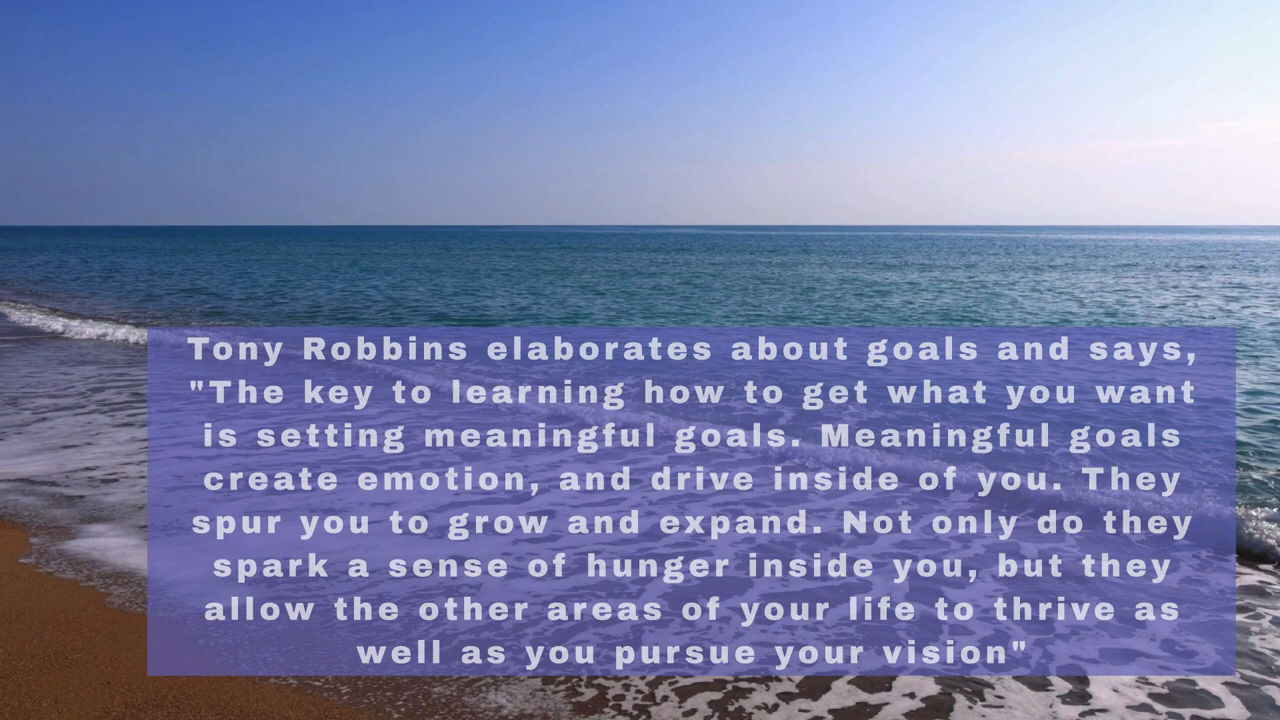 Tony Robbins elaborates about goals and says,
"The key to learning how to get what you want
is setting meaningful goals. Meaningful goals
create emotion, and drive inside of you. They
spur you to grow and expand. Not only do they
spark a sense of hunger inside you, but they
allow the other areas of your life to thrive as
well as you pursue your vision"